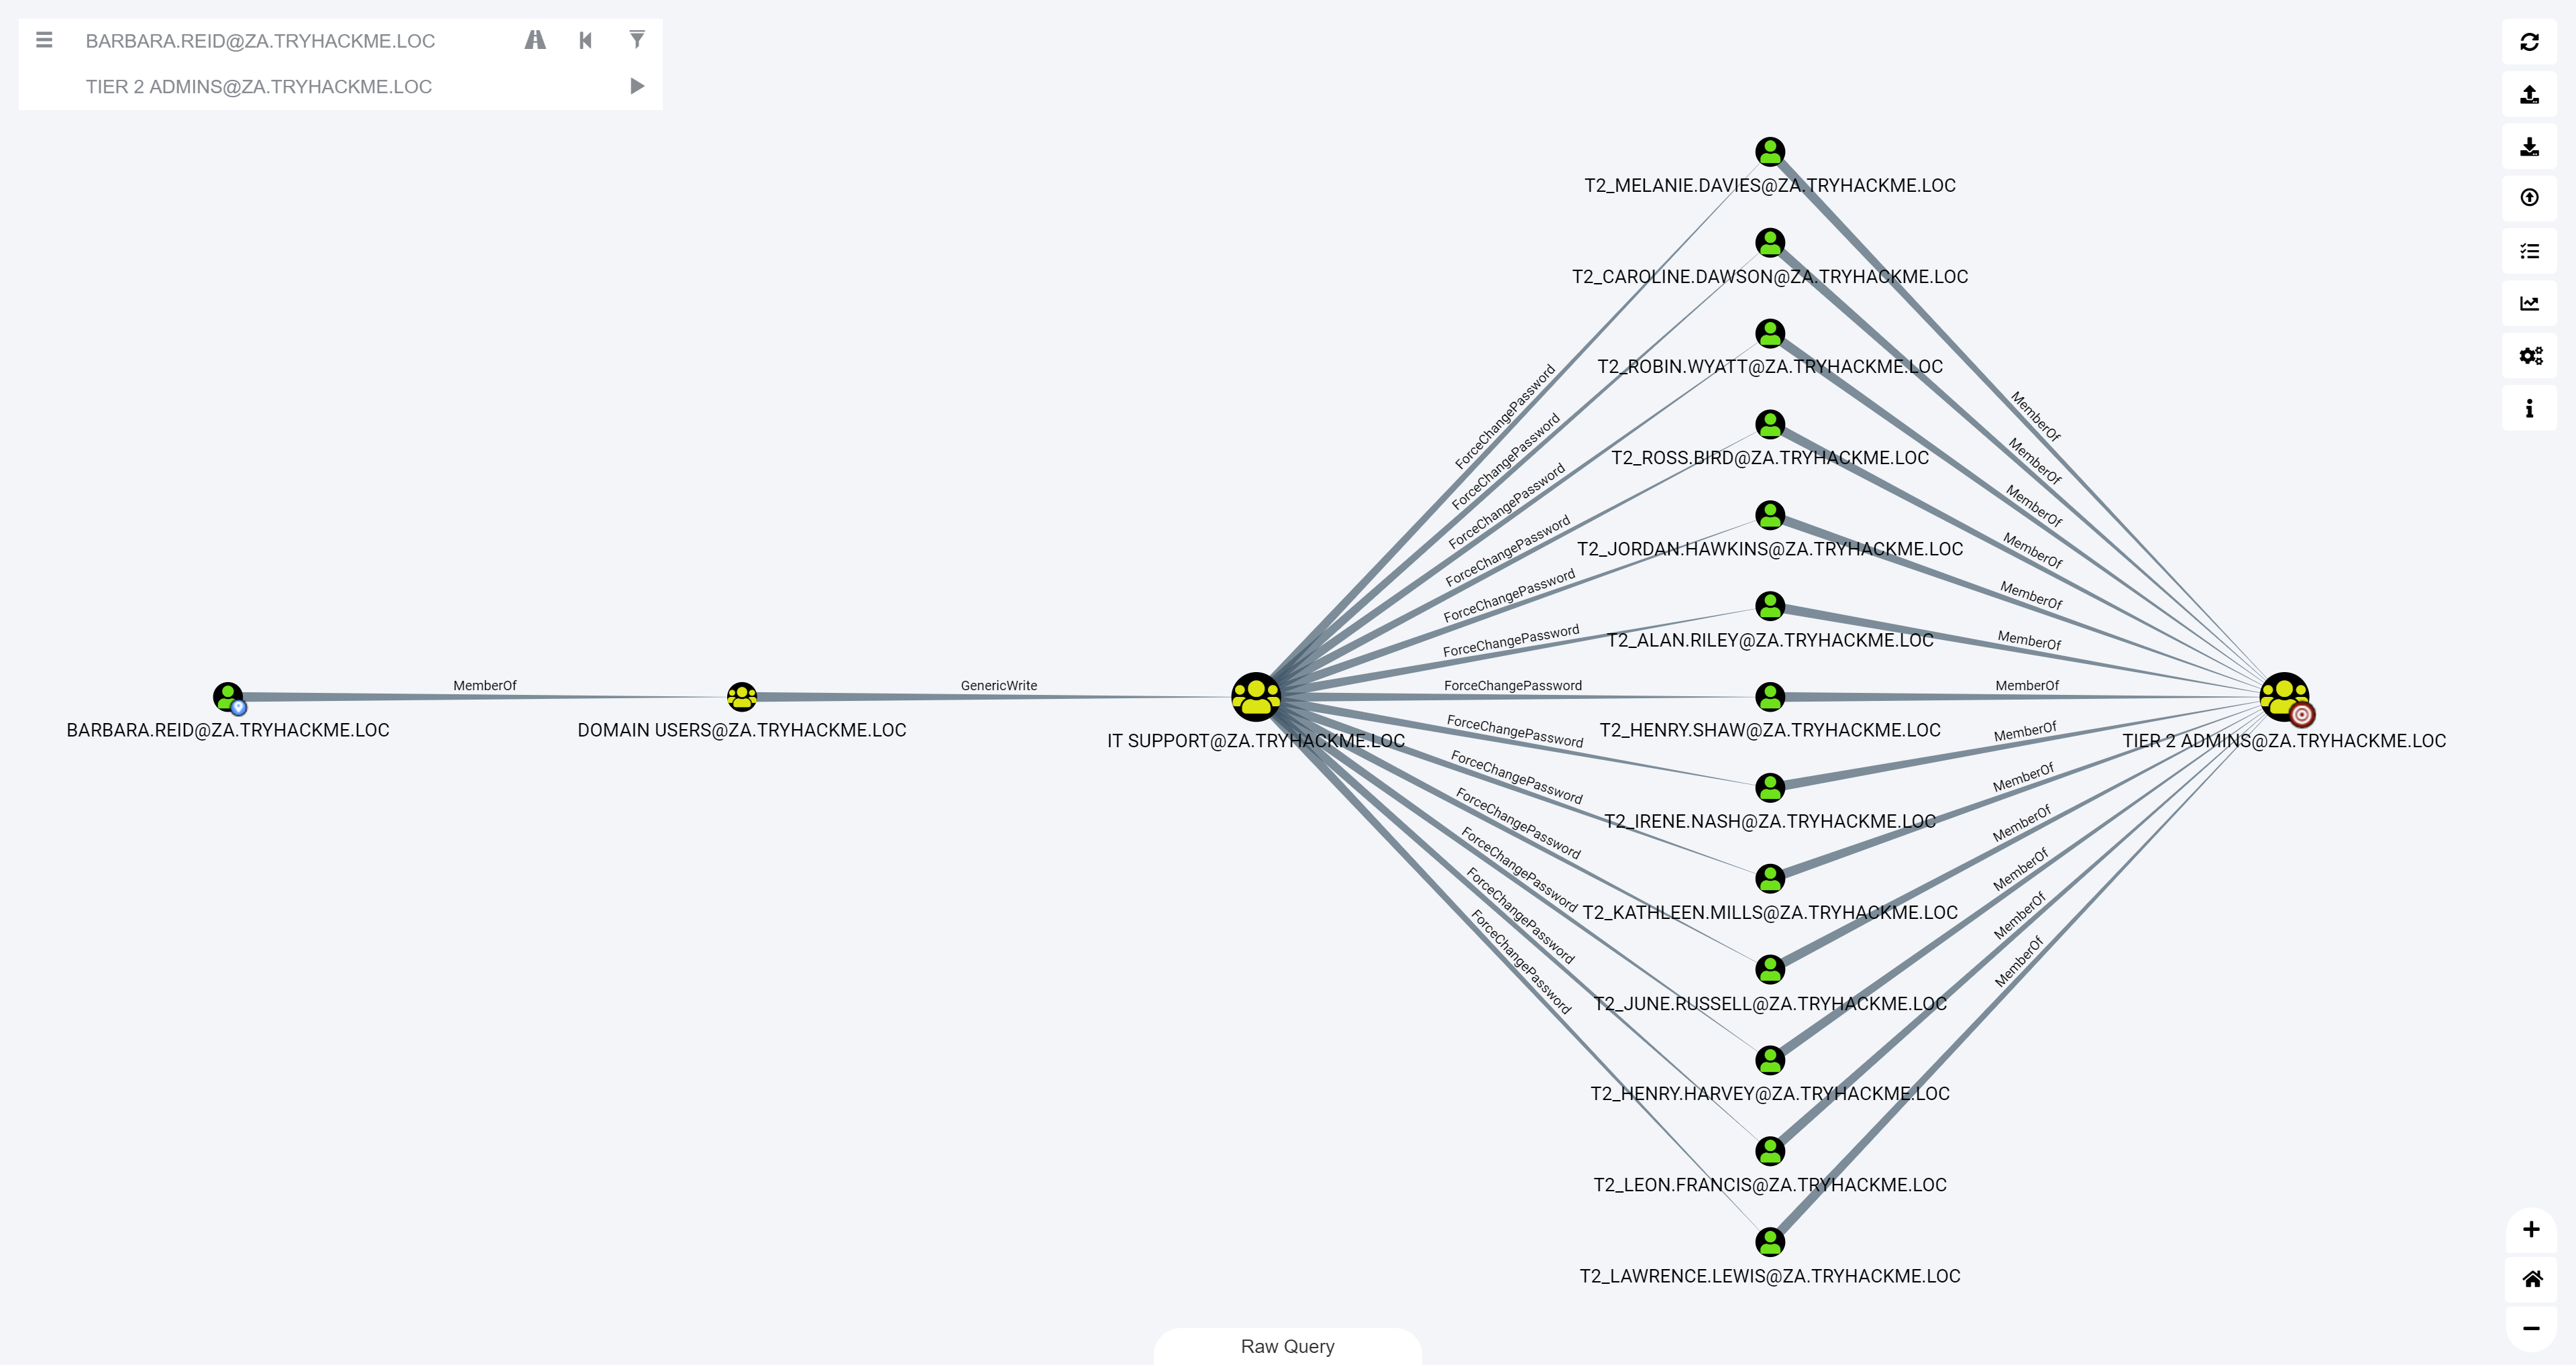 BARBARA.REID@ZA.TRYHACKME.LOC
TIER 2 ADMINS@ZA.TRYHACKME.LOC
T2_MELANIE.DAVIES@ZA.TRYHACKME.LOC
T2_CAROLINE.DAWSON@ZA.TRYHACKME.LOC
T2_ROBIN.WYATT@ZA.TRYHACKME.LOC
ForceChangePassword
MemberOf
ForceChangePassword
MemberOf
T2_ROSS.BIRD@ZA.TRYHACKME.LOC
ForceChangePassword
MemberOf
ForceChangePassword
MemberOf
T2_JORDAN.HAWKINS@ZA.TRYHACKME.LOC
ForceChangePassword
MemberOf
ForceChangePassword
T2_ALAN.RILEY@ZA.TRYHACKME.LOC
MemberOf
MemberOf
GenericWrite
ForceChangePassword
MemberOf
BARBARA.REID@ZA.TRYHACKME.LOC
DOMAIN USERS@ZA.TRYHACKME.LOC
IT SUPPORT@ZA.TRYHACKME.LOC
ForceChangePassword
T2_HENRY.SHAW@ZA.TRYHACKME.LOC
MemberOf
TIER 2 ADMINS@ZA.TRYHACKME.LOC
ForceChangePassword
MemberOf
T2_IRENE.NASH@ZA.TRYHACKME.LOC
ForceChangePassword
MemberOf
ForceChangePassword
MemberOf
T2_KATHLEEN.MILLS@ZA.TRYHACKME.LOC
ForceChangePassword
MemberOf
ForceChangePassword
MemberOf
T2_JUNE.RUSSELL@ZA.TRYHACKME.LOC
T2_HENRY.HARVEY@ZA.TRYHACKME.LOC
T2_LEON.FRANCIS@ZA.TRYHACKME.LOC
T2_LAWRENCE.LEWIS@ZA.TRYHACKME.LOC
Raw Query